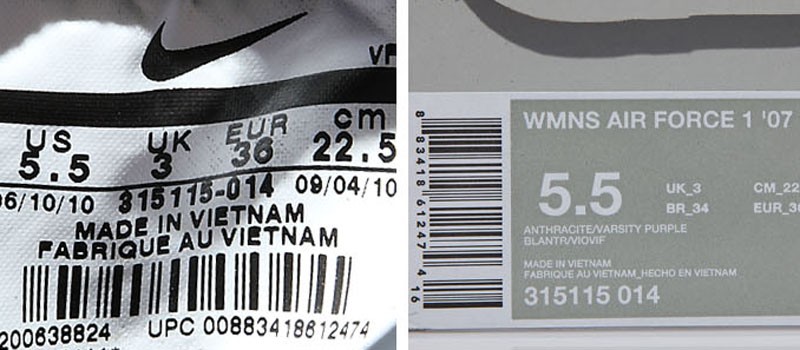 VF
US UK EUR cm
5.5 3 36 22.5
06/10/10 315115-014 09/04/10
MADE IN VIETNAM
FABRIQUE AU VIETNAM
200638824 UPC 00883418612474
8 83418 61247 4 16
WMNS AIR FORCE 1 '07
5.5 UK_3 CM_22
BR_34 EUR_36
ANTHRACITE/VARSITY PURPLE
BLANTR/VIOVIF
MADE IN VIETNAM
FABRIQUE AU VIETNAM_HECHO EN VIETNAM
315115 014